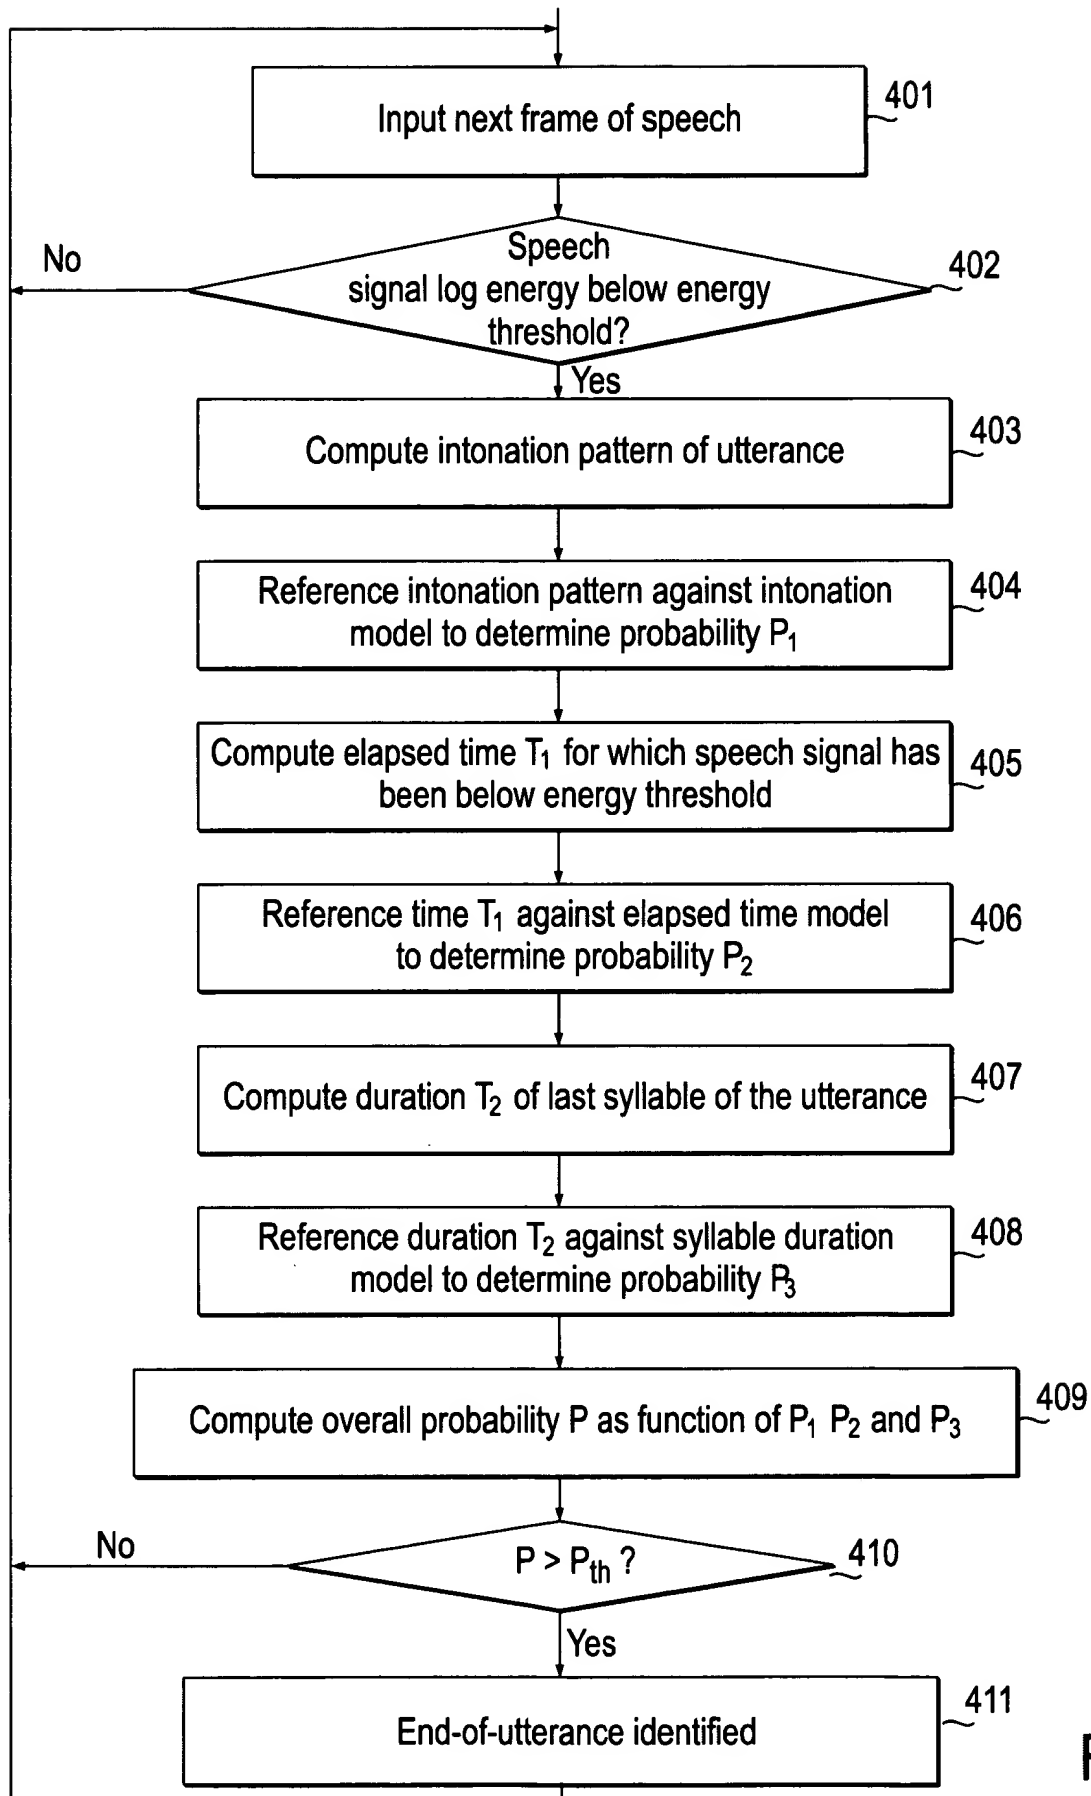 Input next frame of speech
401
Speech
signal log energy below energy
threshold?
402
No
Yes
Compute intonation pattern of utterance
403
Reference intonation pattern against intonation
model to determine probability P₁
404
Compute elapsed time T₁ for which speech signal has
been below energy threshold
405
Reference time T₁ against elapsed time model
to determine probability P₂
406
Compute duration T₂ of last syllable of the utterance
407
Reference duration T₂ against syllable duration
model to determine probability P₃
408
Compute overall probability P as function of P₁ P₂ and P₃
409
P > Pth ?
410
No
Yes
End-of-utterance identified
411